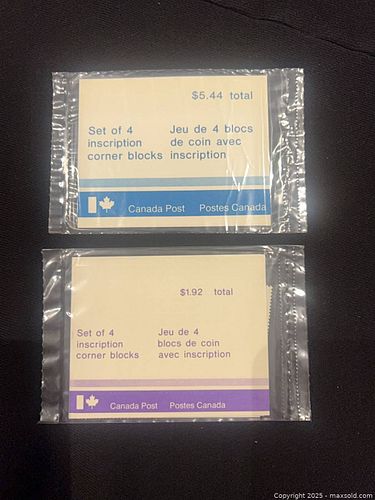 $5.44 total
Set of 4
inscription
corner blocks
Jeu de 4 blocs
de coin avec
inscription
Canada Post Postes Canada
$1.92 total
Set of 4
inscription
corner blocks
Jeu de 4
blocs de coin
avec inscription
Canada Post Postes Canada
Copyright 2025 - maxsold.com